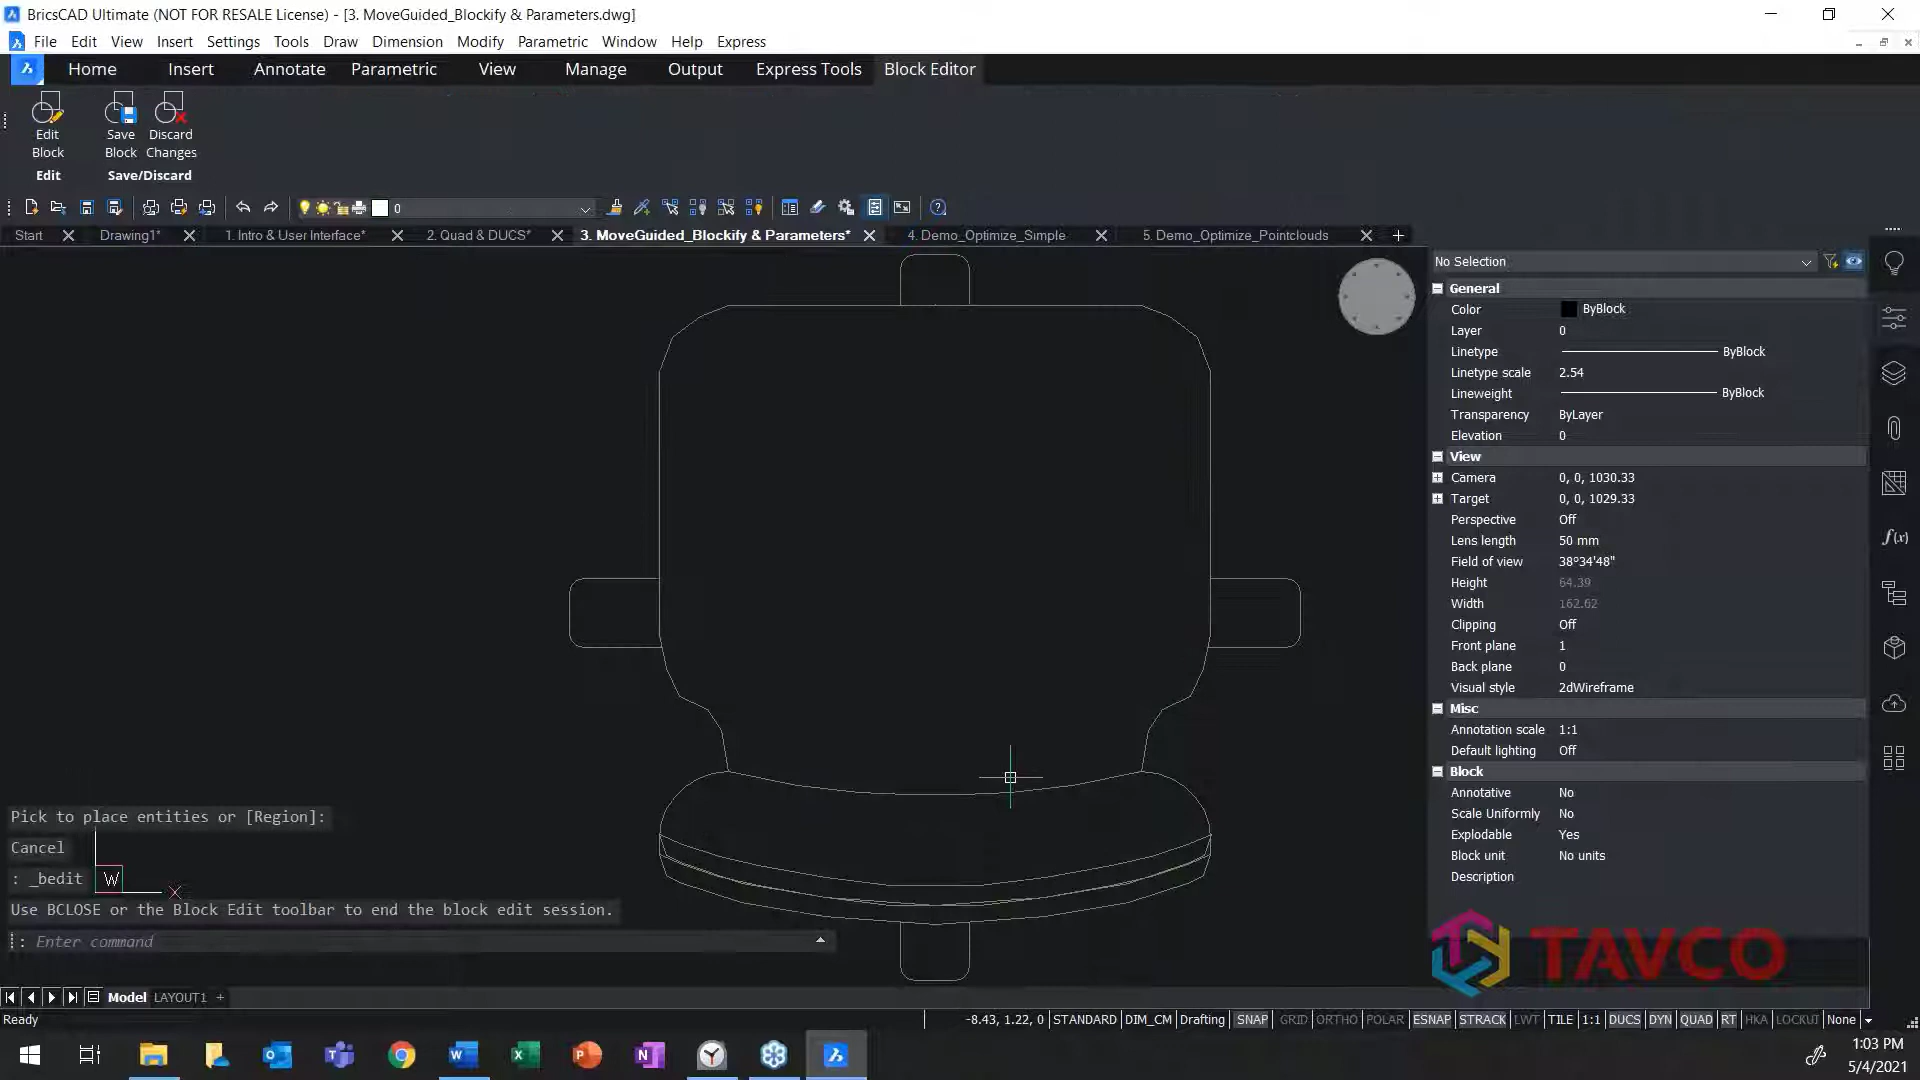 BricsCAD Ultimate (NOT FOR RESALE License) - [3. MoveGuided_Blockify & Parameters.dwg]
File Edit View Insert Settings Tools Draw Dimension Modify Parametric Window Help Express
Home Insert Annotate Parametric View Manage Output Express Tools Block Editor
Edit Block
Save Block
Discard Changes
Edit
Save/Discard
0
Start
Drawing1*
1. Intro & User Interface*
2. Quad & DUCS*
3. MoveGuided_Blockify & Parameters*
4. Demo_Optimize_Simple
5. Demo_Optimize_Pointclouds
No Selection
General
Color ByBlock
Layer 0
Linetype ByBlock
Linetype scale 2.54
Lineweight ByBlock
Transparency ByLayer
Elevation 0
View
Camera 0, 0, 1030.33
Target 0, 0, 1029.33
Perspective Off
Lens length 50 mm
Field of view 38°34'48"
Height 64.39
Width 162.62
Clipping Off
Front plane 1
Back plane 0
Visual style 2dWireframe
Misc
Annotation scale 1:1
Default lighting Off
Block
Annotative No
Scale Uniformly No
Explodable Yes
Block unit No units
Description
f(x)
Pick to place entities or [Region]:
Cancel
: _bedit
W
X
Use BCLOSE or the Block Edit toolbar to end the block edit session.
: Enter command
TAVCO
Model LAYOUT1 +
Ready
-8.43, 1.22, 0 STANDARD DIM_CM Drafting SNAP GRID ORTHO POLAR ESNAP STRACK LWT TILE 1:1 DUCS DYN QUAD RT HKA LOCKUI None
1:03 PM
5/4/2021